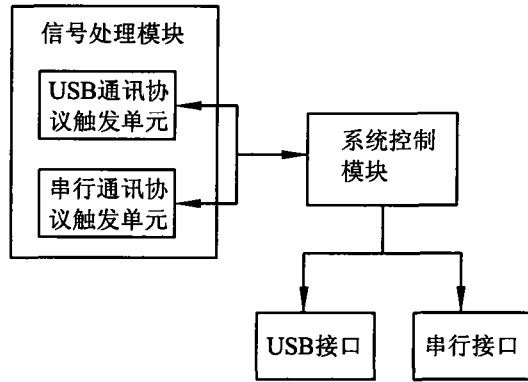 信号处理模块
USB通讯协
议触发单元
串行通讯协
议触发单元
系统控制
模块
USB接口
串行接口